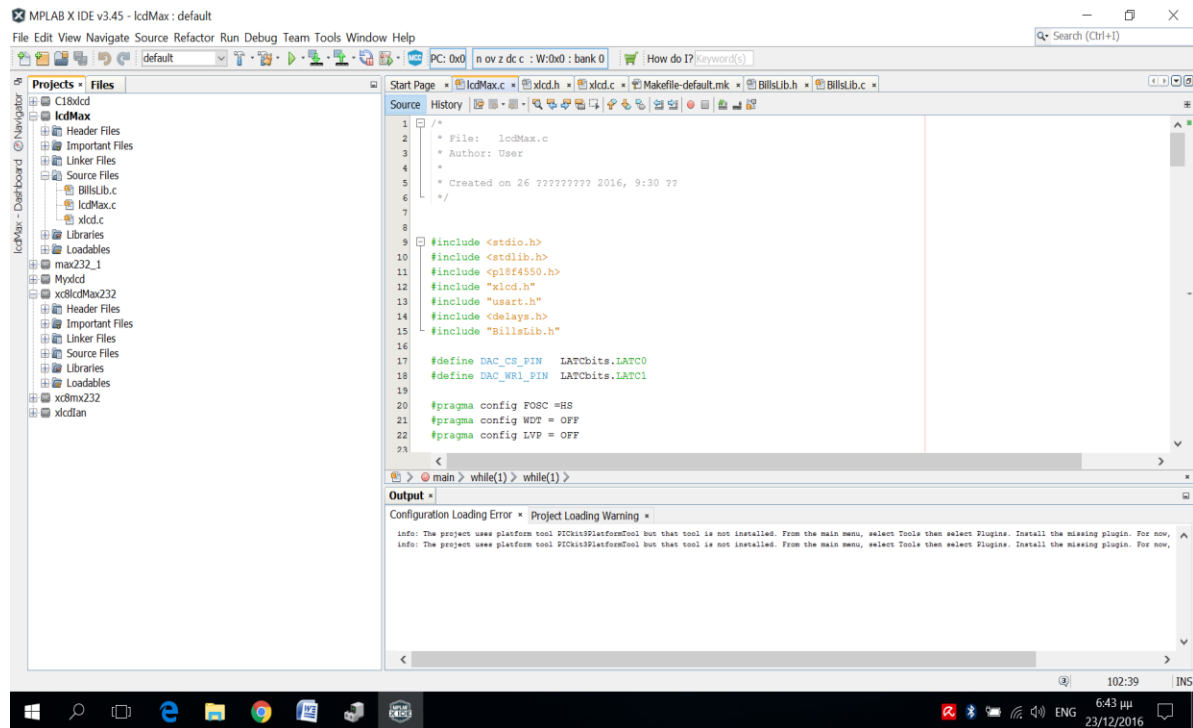 MPLAB X IDE v3.45 - lcdMax : default
File Edit View Navigate Source Refactor Run Debug Team Tools Window Help
Search (Ctrl+I)
default
PC: 0x0
n ov z dc c : W:0x0 : bank 0
How do I? Keyword(s)
Navigator
lcdMax - Dashboard
Projects × Files
C18xlcd
lcdMax
Header Files
Important Files
Linker Files
Source Files
BillsLib.c
lcdMax.c
xlcd.c
Libraries
Loadables
max232_1
Myxlcd
xc8lcdMax232
Header Files
Important Files
Linker Files
Source Files
Libraries
Loadables
xc8mx232
xlcdIan
Start Page × lcdMax.c × xlcd.h × xlcd.c × Makefile-default.mk × BillsLib.h × BillsLib.c ×
Source History
1 /*
2 * File: lcdMax.c
3 * Author: User
4 *
5 * Created on 26 ????????? 2016, 9:30 ??
6 */
7
8
9 #include <stdio.h>
10 #include <stdlib.h>
11 #include <p18f4550.h>
12 #include "xlcd.h"
13 #include "usart.h"
14 #include <delays.h>
15 #include "BillsLib.h"
16
17 #define DAC_CS_PIN LATCbits.LATC0
18 #define DAC_WR1_PIN LATCbits.LATC1
19
20 #pragma config FOSC =HS
21 #pragma config WDT = OFF
22 #pragma config LVP = OFF
23
main > while(1) > while(1) >
Output ×
Configuration Loading Error × Project Loading Warning ×
info: The project uses platform tool PICkit3PlatformTool but that tool is not installed. From the main menu, select Tools then select Plugins. Install the missing plugin. For now,
info: The project uses platform tool PICkit3PlatformTool but that tool is not installed. From the main menu, select Tools then select Plugins. Install the missing plugin. For now,
102:39 INS
ENG
6:43 μμ
23/12/2016